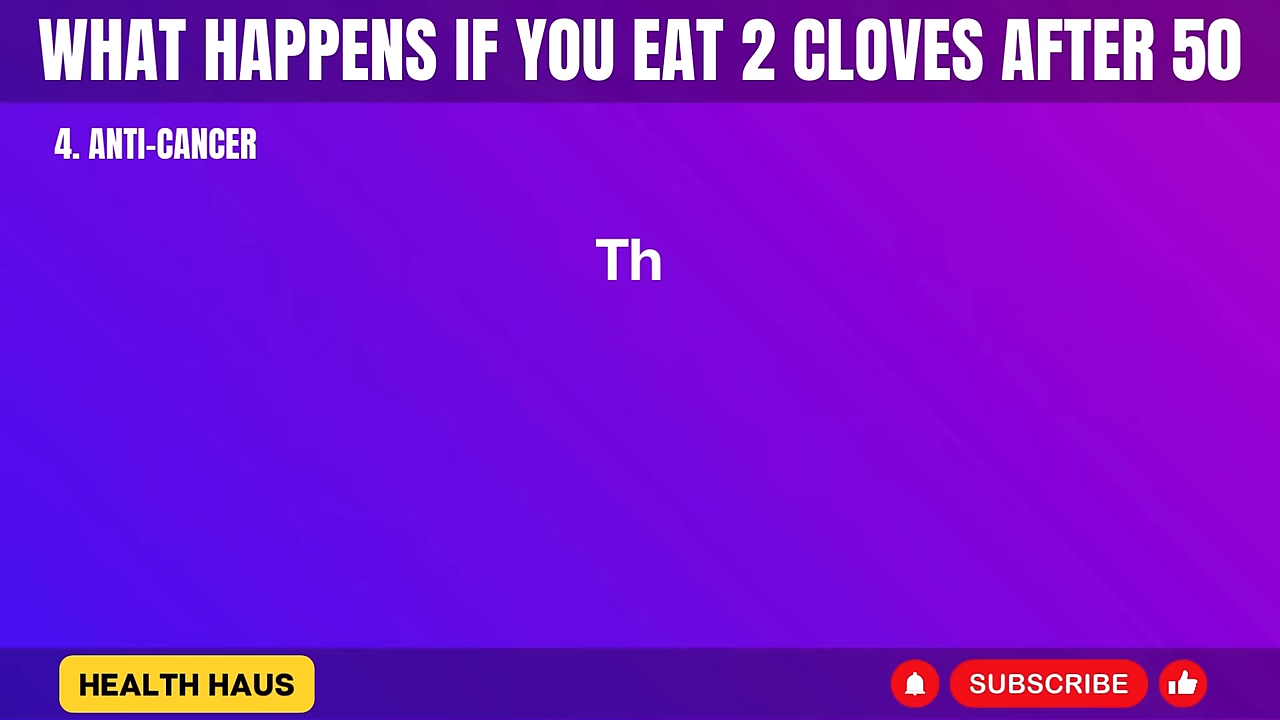 WHAT HAPPENS IF YOU EAT 2 CLOVES AFTER 50
4. ANTI-CANCER
Th
HEALTH HAUS
SUBSCRIBE